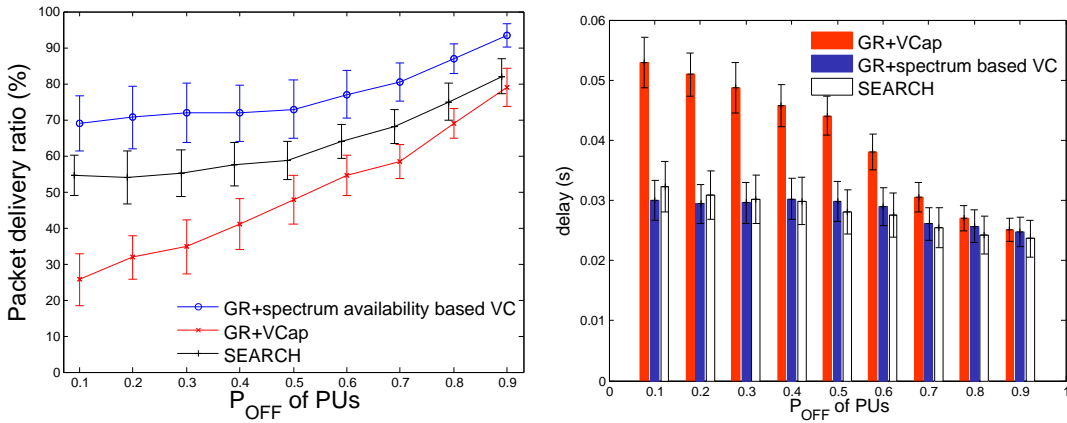 100
90
80
70
60
50
40
30
20
10
0
Packet delivery ratio (%)
GR+spectrum availability based VC
GR+VCap
SEARCH
0.1 0.2 0.3 0.4 0.5 0.6 0.7 0.8 0.9
P_OFF of PUs
0.06
0.05
0.04
0.03
0.02
0.01
0
delay (s)
GR+VCap
GR+spectrum based VC
SEARCH
0 0.1 0.2 0.3 0.4 0.5 0.6 0.7 0.8 0.9 1
P_OFF of PUs